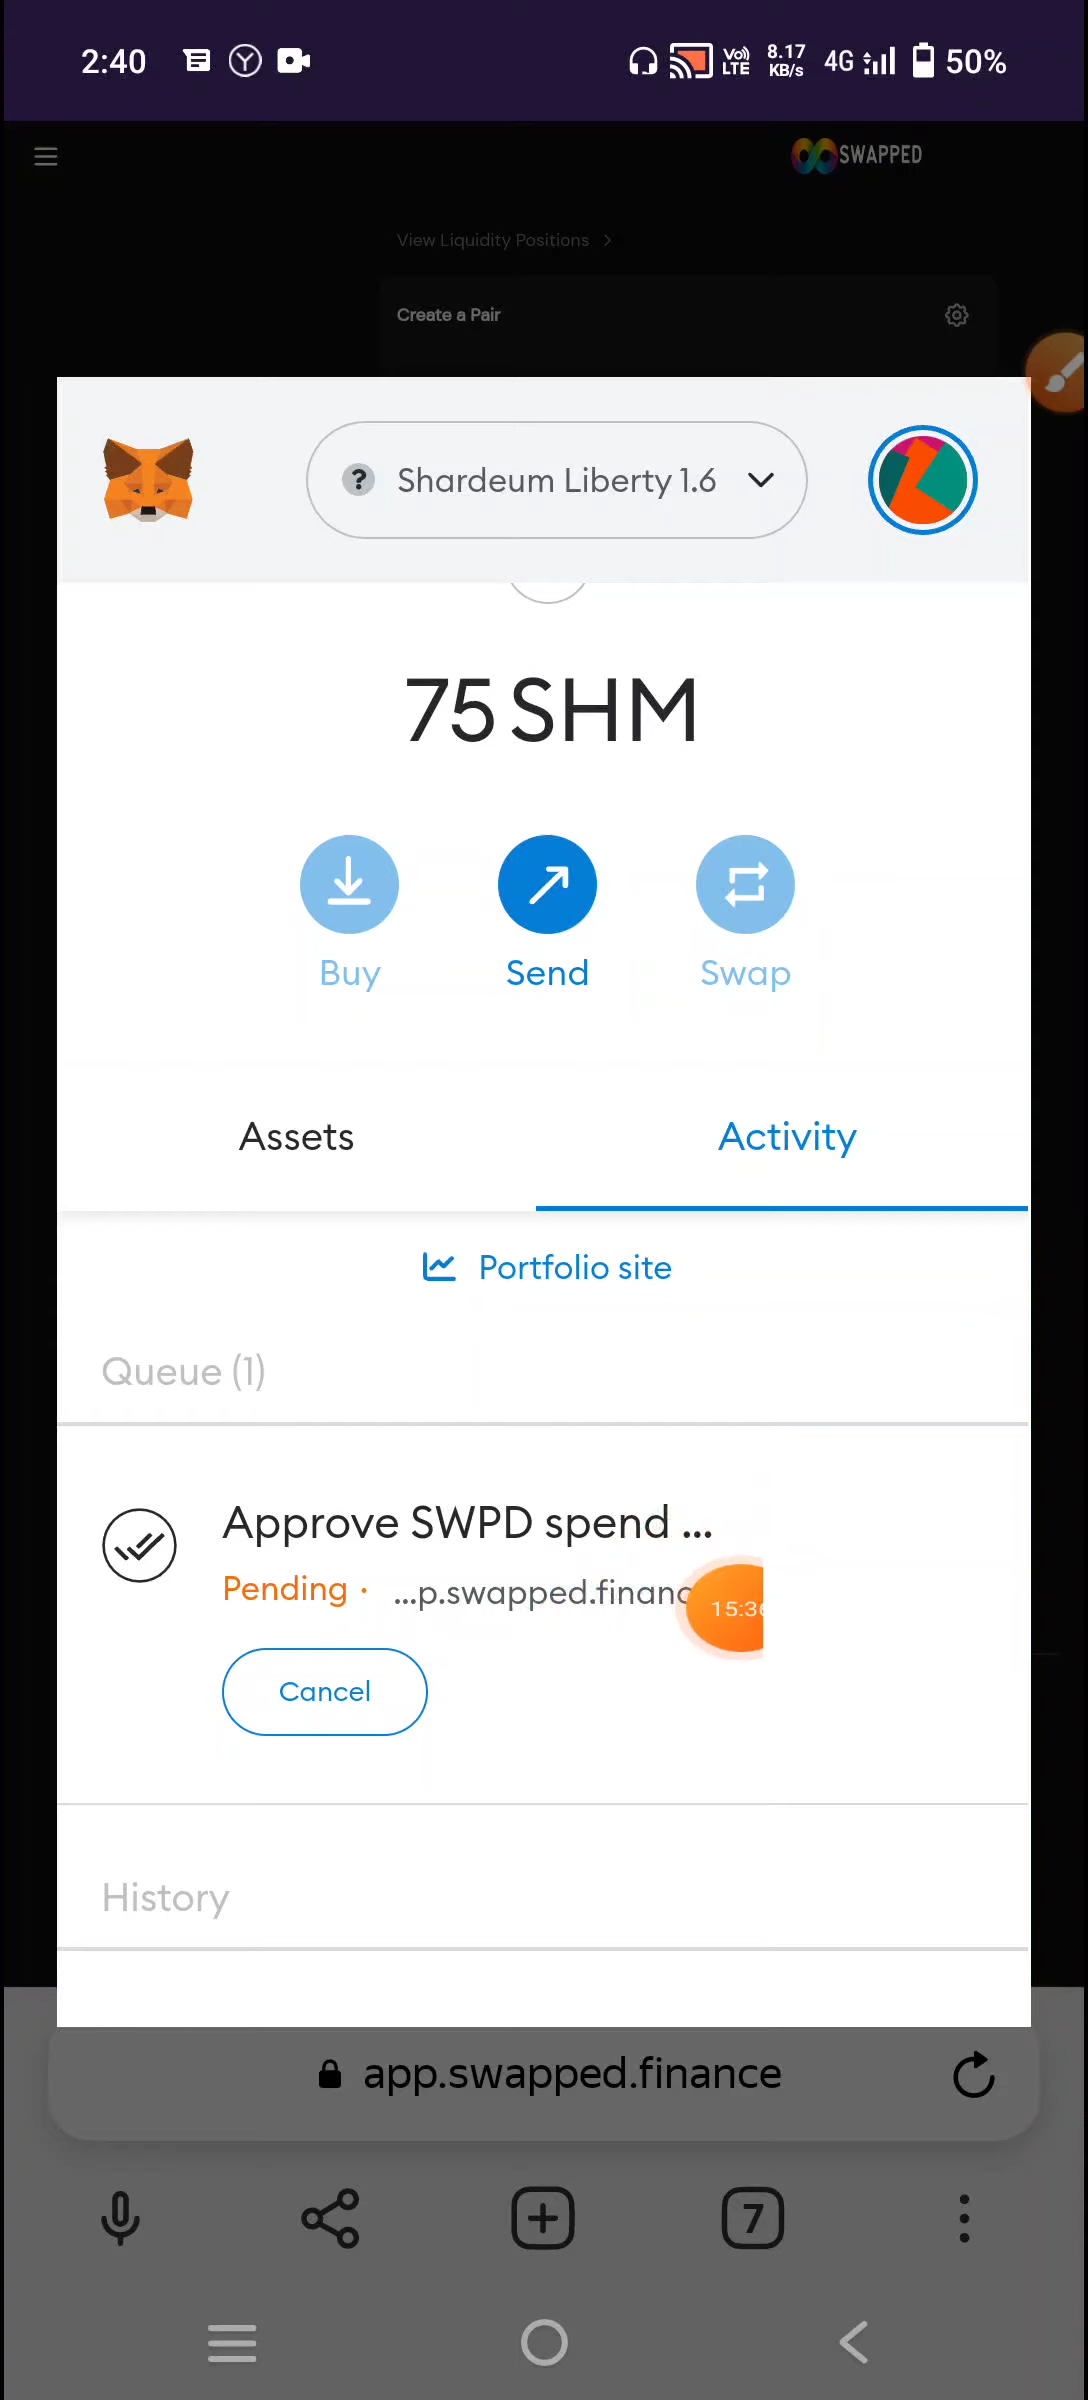 2:40
Vo)) LTE
8.17 KB/s
4G
50%
SWAPPED
View Liquidity Positions
Create a Pair
? Shardeum Liberty 1.6
75 SHM
Buy
Send
Swap
Assets
Activity
Portfolio site
Queue (1)
Approve SWPD spend ...
Pending · ...p.swapped.financ
Cancel
History
app.swapped.finance
7